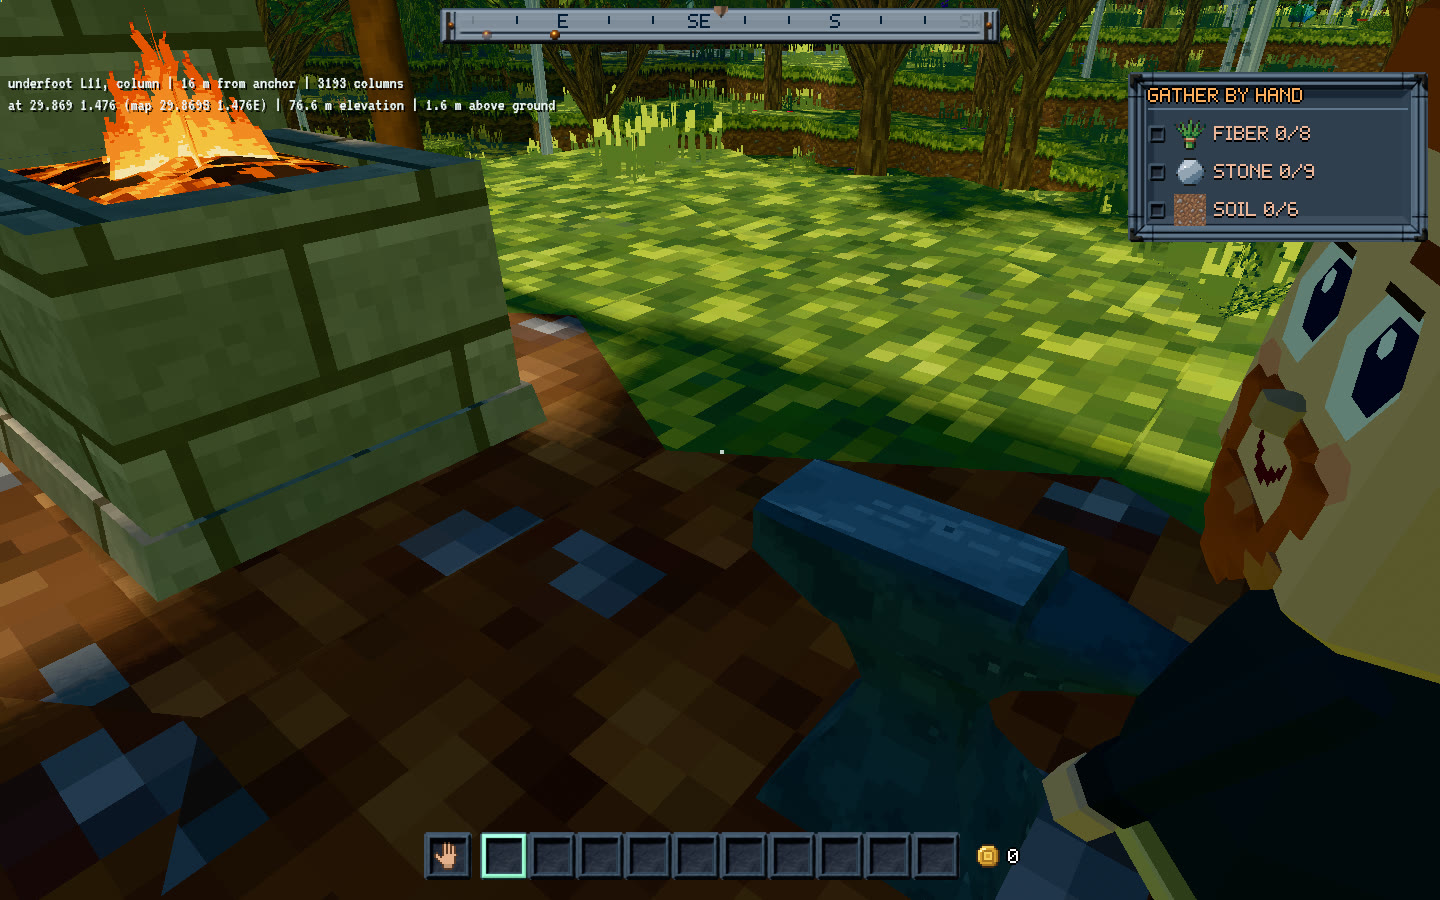 E SE S SW
underfoot L11, column | 16 m from anchor | 3193 columns
at 29.869 1.476 (map 29.869S 1.476E) | 76.6 m elevation | 1.6 m above ground
GATHER BY HAND
FIBER 0/8
STONE 0/9
SOIL 0/6
0